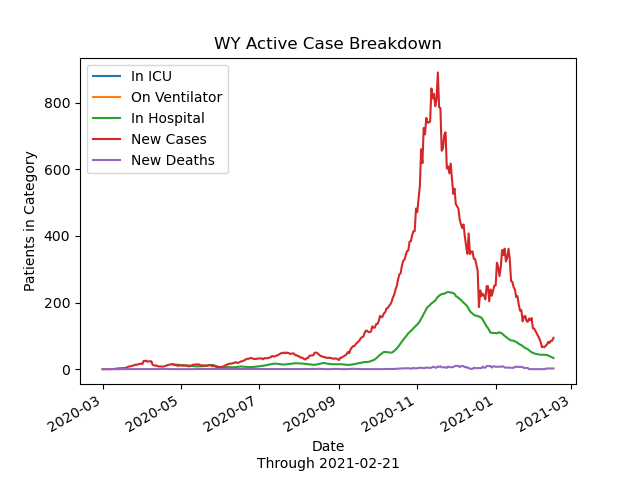 WY Active Case Breakdown
In ICU
On Ventilator
In Hospital
New Cases
New Deaths
Patients in Category
800
600
400
200
0
2020-03
2020-05
2020-07
2020-09
2020-11
2021-01
2021-03
Date
Through 2021-02-21